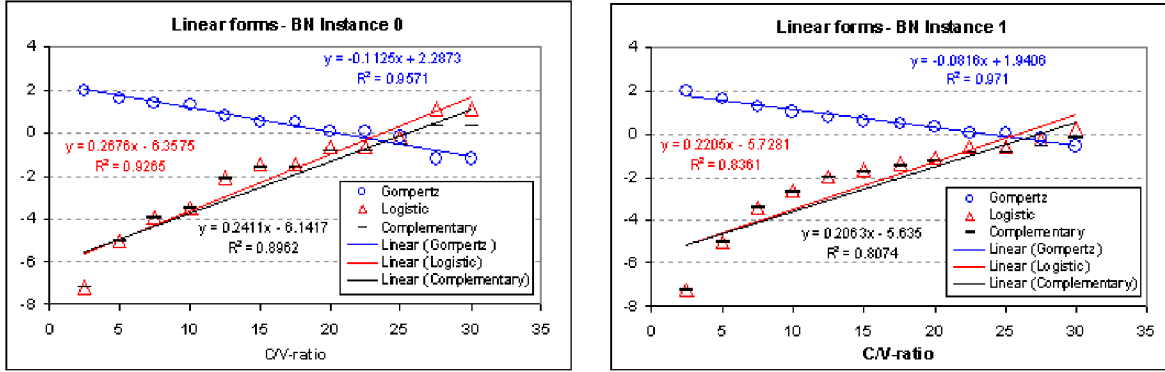 Linear forms - BN Instance 0
4
2
0
-2
-4
-6
-8
y = -0.1125x + 2.2873
R² = 0.9571
y = 0.2676x - 6.3575
R² = 0.9265
y = 0.2411x - 6.1417
R² = 0.8962
Gompertz
Logistic
Complementary
Linear (Gompertz )
Linear (Logistic)
Linear (Complementary)
0 5 10 15 20 25 30 35
C/V-ratio
Linear forms - BN Instance 1
4
2
0
-2
-4
-6
-8
y = -0.0816x + 1.9406
R² = 0.971
y = 0.2205x - 5.7281
R² = 0.8361
y = 0.2063x - 5.635
R² = 0.8074
Gompertz
Logistic
Complementary
Linear (Gompertz )
Linear (Logistic)
Linear (Complementary)
0 5 10 15 20 25 30 35
C/V-ratio